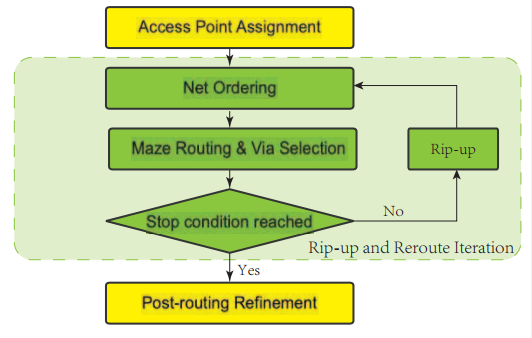 Access Point Assignment
Net Ordering
Maze Routing & Via Selection
Rip-up
Stop condition reached
No
Rip-up and Reroute Iteration
Yes
Post-routing Refinement